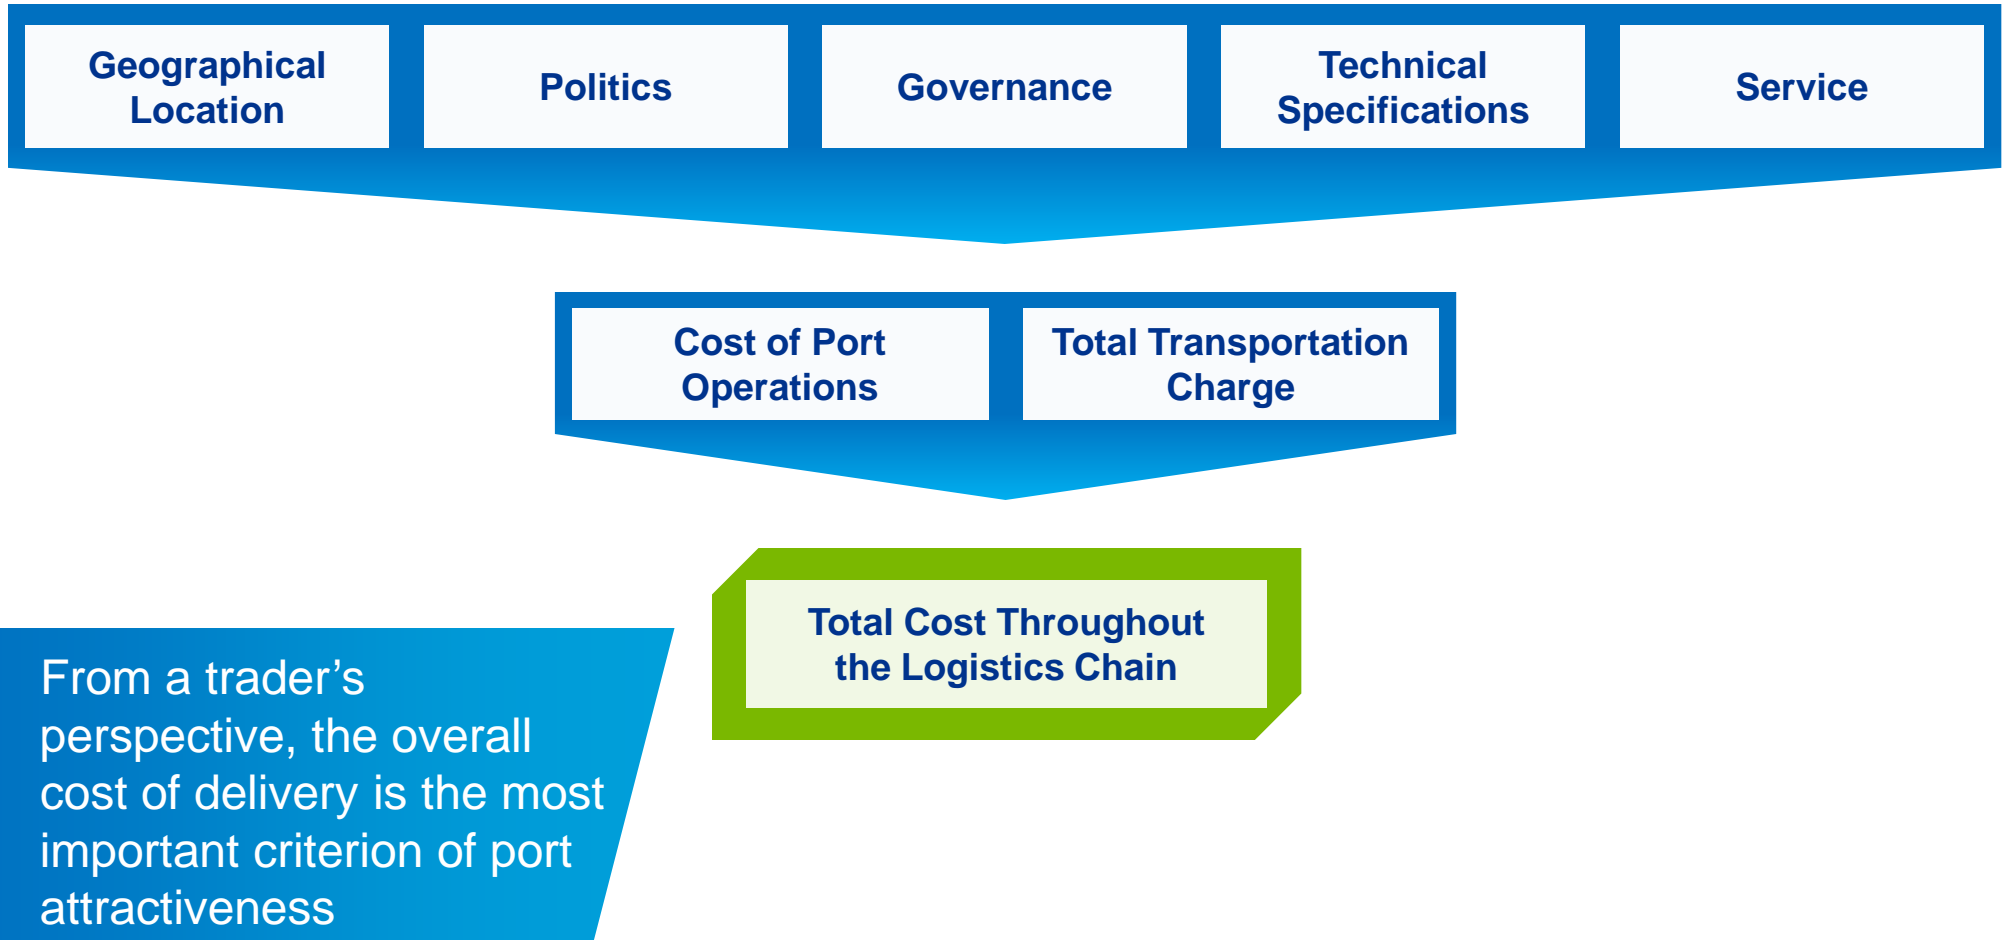 Geographical
Location
Politics
Governance
Technical
Specifications
Service
Cost of Port
Operations
Total Transportation
Charge
Total Cost Throughout
the Logistics Chain
From a trader’s
perspective, the overall
cost of delivery is the most
important criterion of port
attractiveness